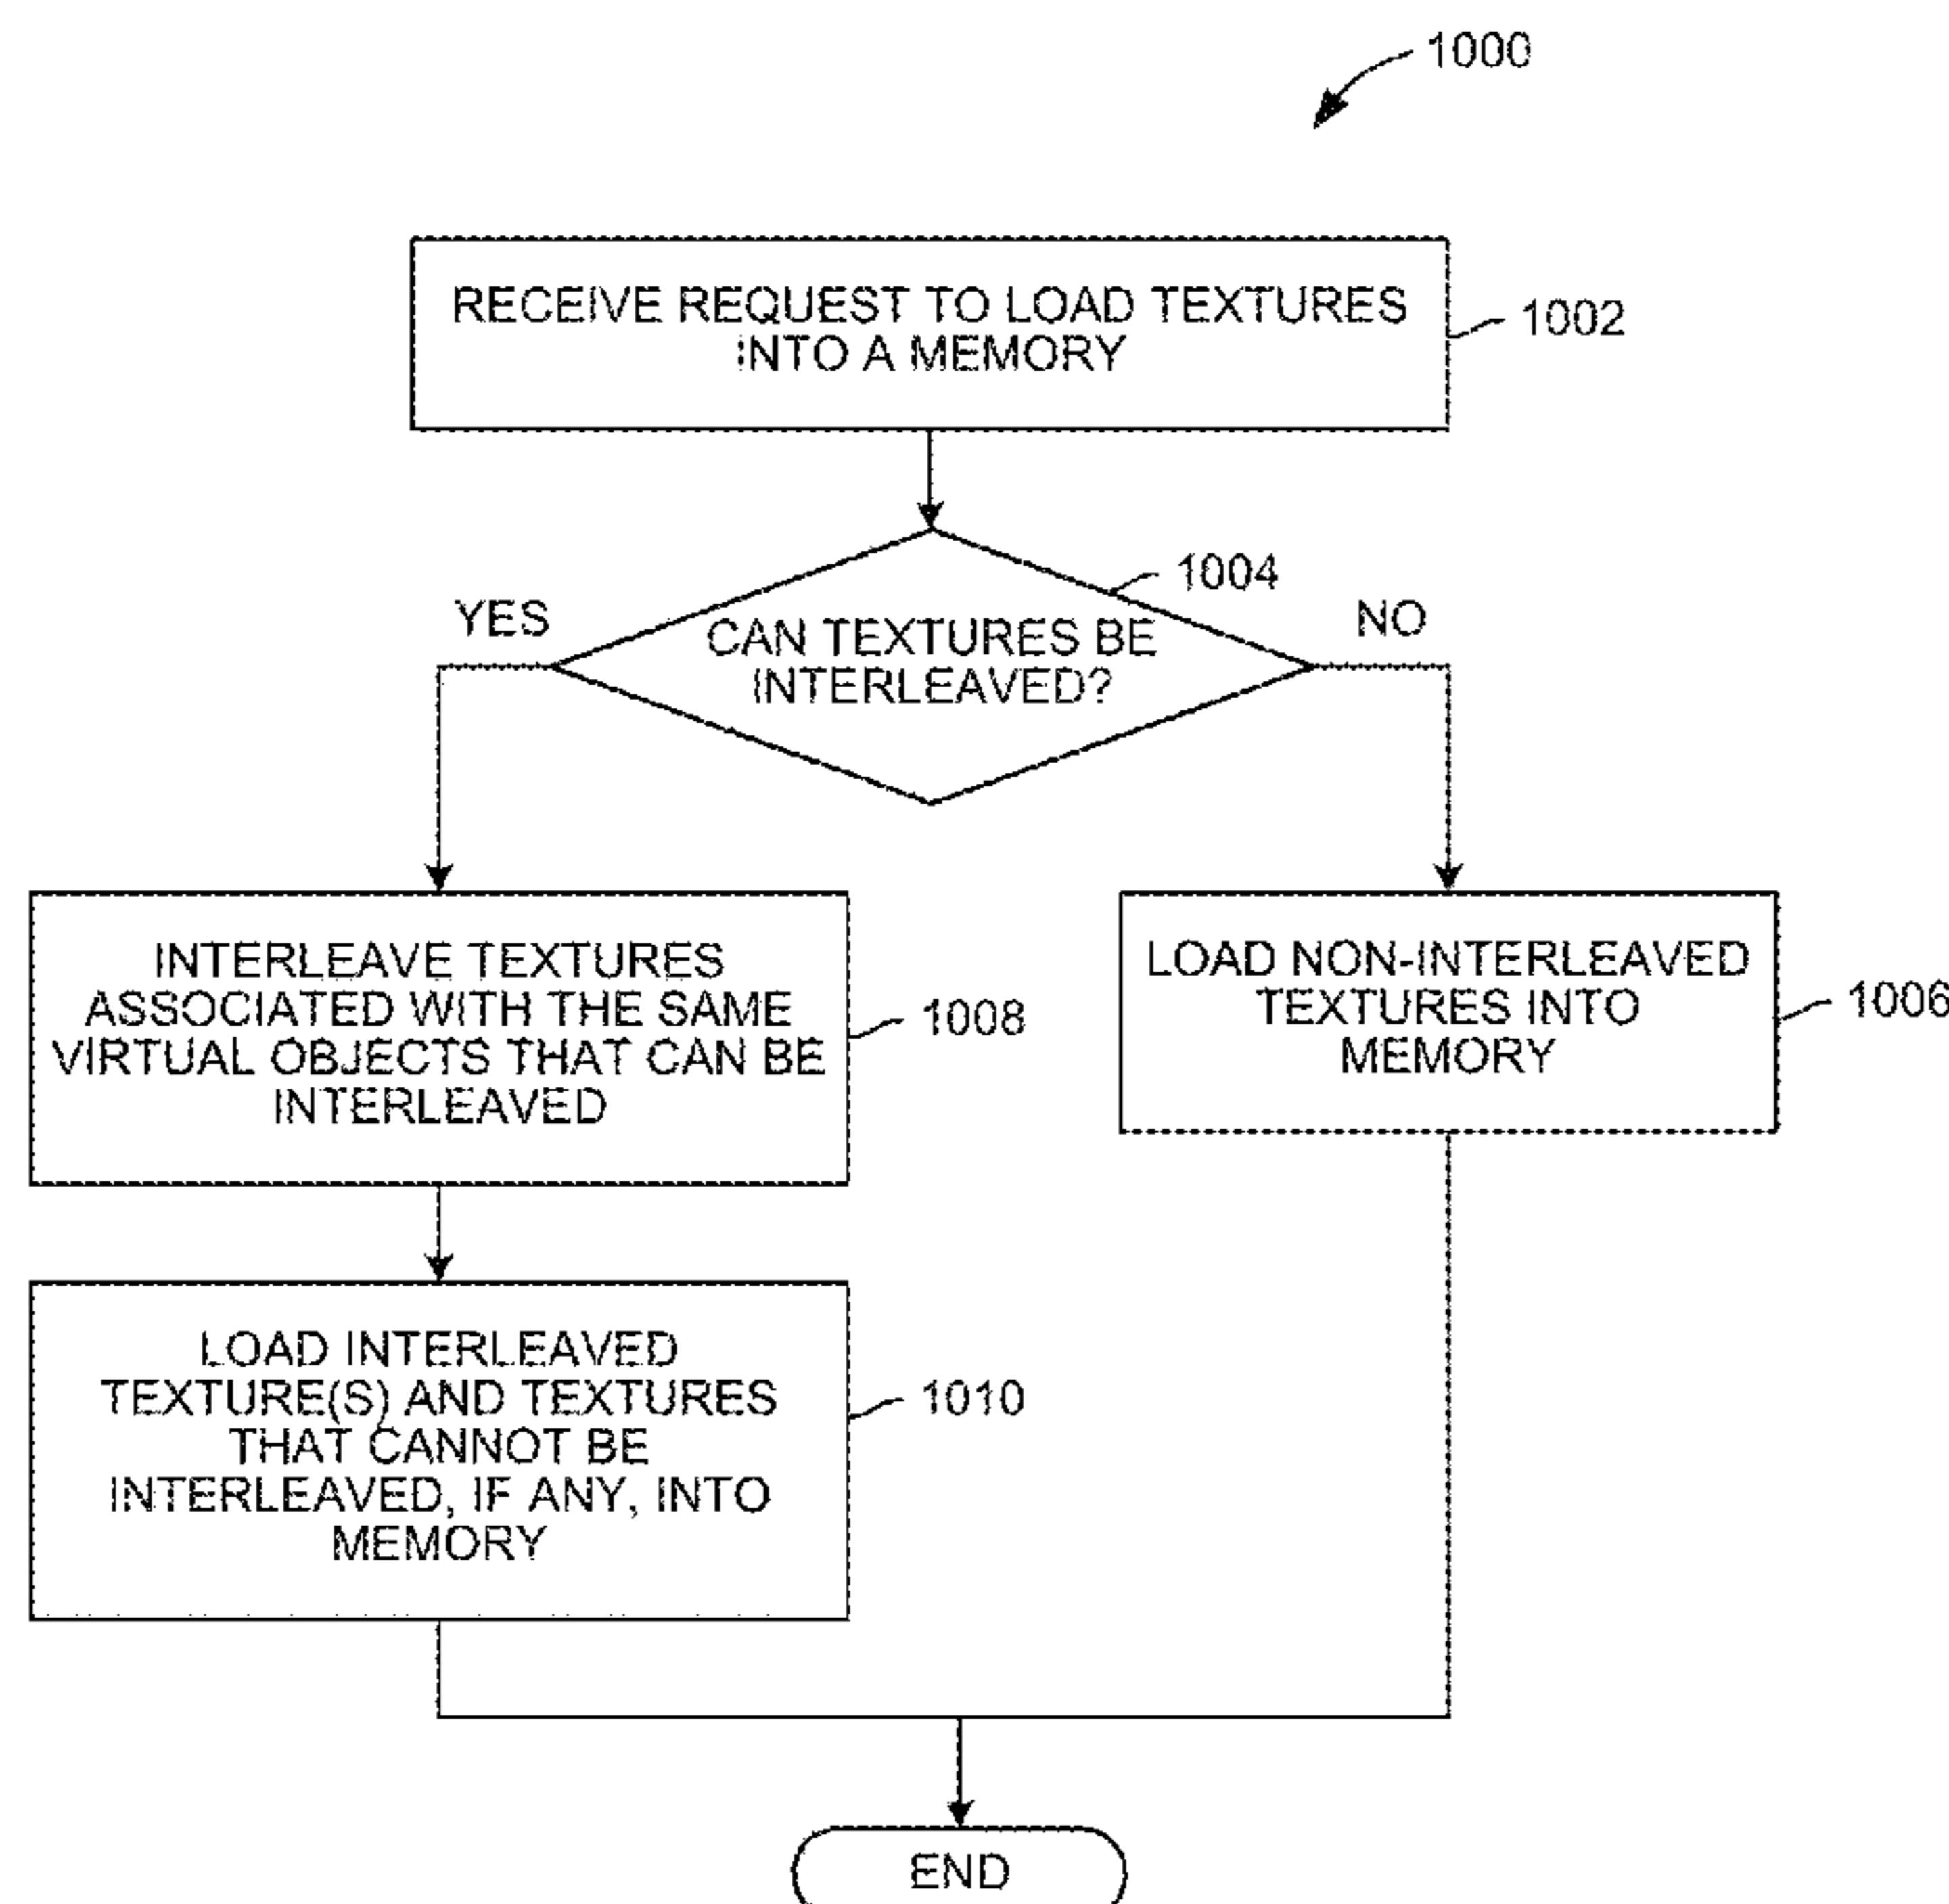 1000
RECEIVE REQUEST TO LOAD TEXTURES
INTO A MEMORY
1002
1004
YES
NO
CAN TEXTURES BE
INTERLEAVED?
INTERLEAVE TEXTURES
ASSOCIATED WITH THE SAME
VIRTUAL OBJECTS THAT CAN BE
INTERLEAVED
1008
LOAD NON-INTERLEAVED
TEXTURES INTO
MEMORY
1006
LOAD INTERLEAVED
TEXTURE(S) AND TEXTURES
THAT CANNOT BE
INTERLEAVED, IF ANY, INTO
MEMORY
1010
END